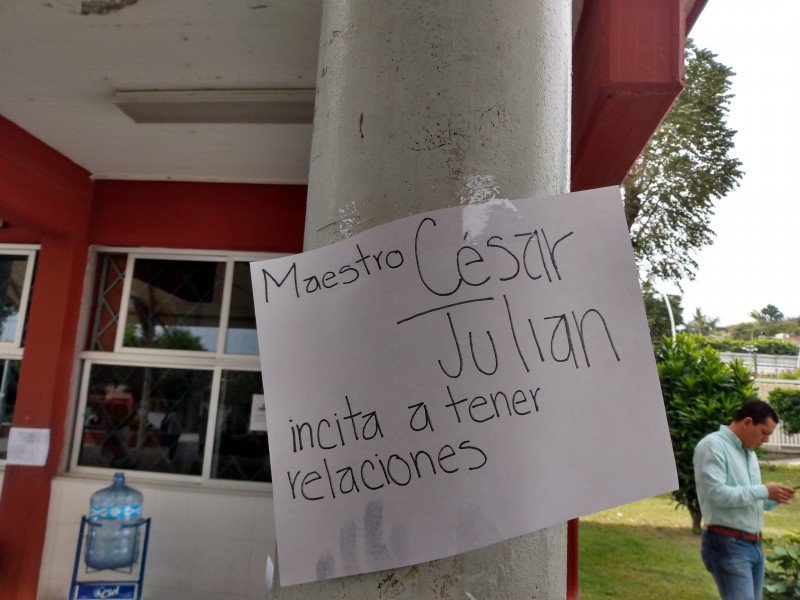 Maestro César
Julian
incita a tener
relaciones